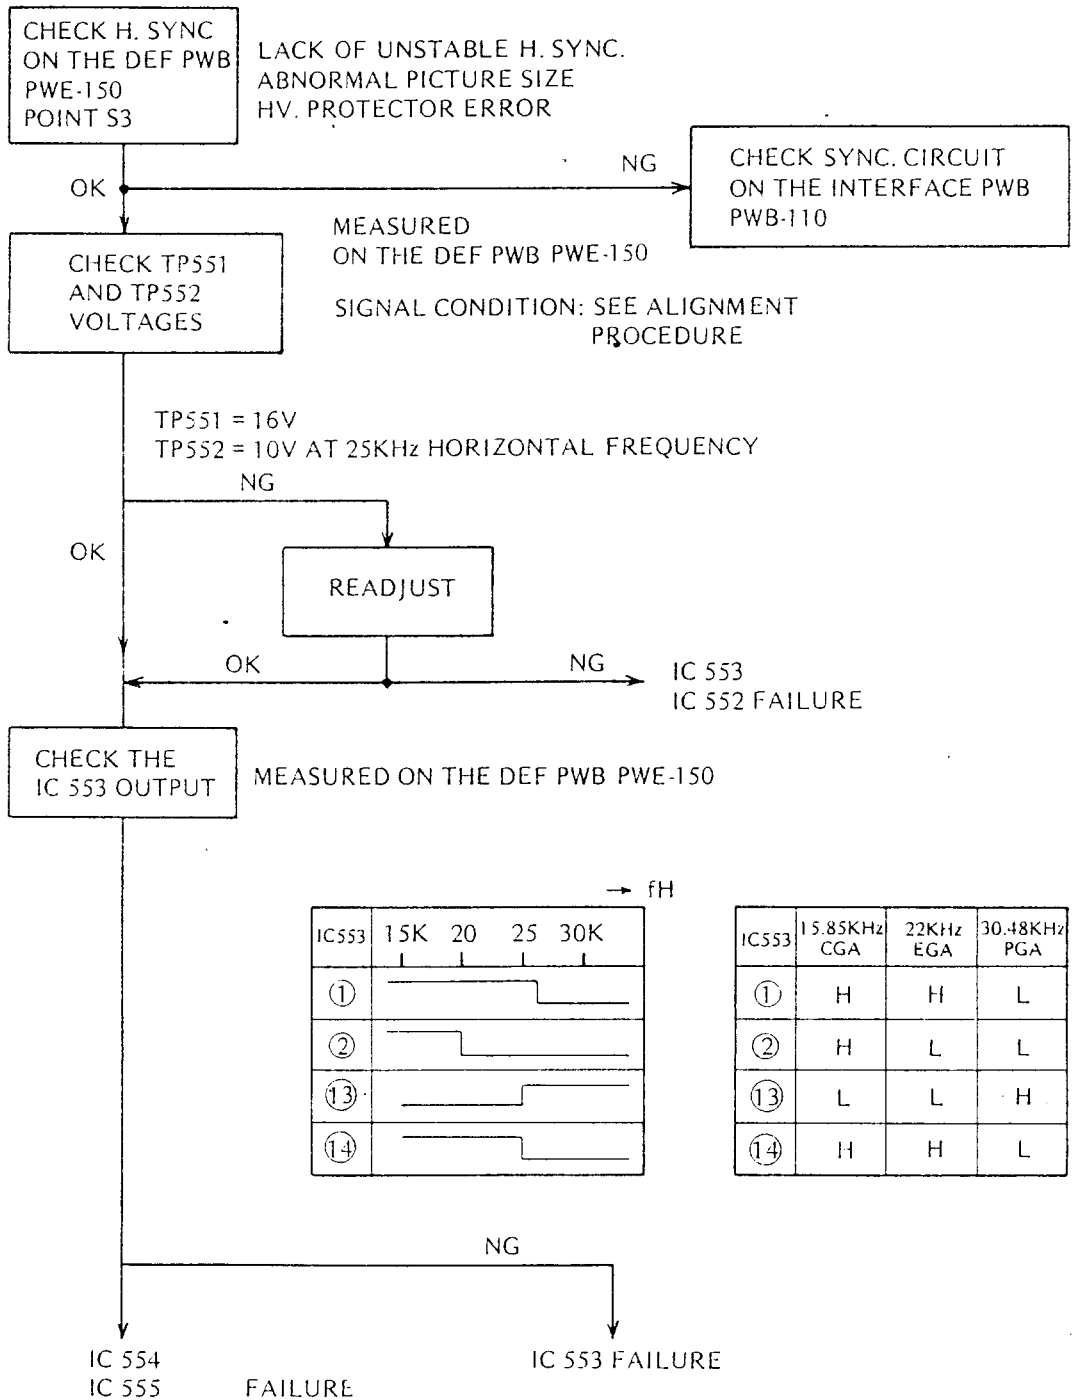 CHECK H. SYNC
ON THE DEF PWB
PWE-150
POINT S3
LACK OF UNSTABLE H. SYNC.
ABNORMAL PICTURE SIZE
HV. PROTECTOR ERROR
OK
NG
CHECK SYNC. CIRCUIT
ON THE INTERFACE PWB
PWB-110
CHECK TP551
AND TP552
VOLTAGES
MEASURED
ON THE DEF PWB PWE-150
SIGNAL CONDITION: SEE ALIGNMENT
PROCEDURE
TP551 = 16V
TP552 = 10V AT 25KHz HORIZONTAL FREQUENCY
NG
OK
READJUST
OK
NG
IC 553
IC 552 FAILURE
CHECK THE
IC 553 OUTPUT
MEASURED ON THE DEF PWB PWE-150
→ fH
IC553 15K 20 25 30K
①
②
⑬
⑭
IC553 15.85KHz CGA 22KHz EGA 30.48KHz PGA
① H H L
② H L L
⑬ L L H
⑭ H H L
NG
IC 554
IC 555 FAILURE
IC 553 FAILURE